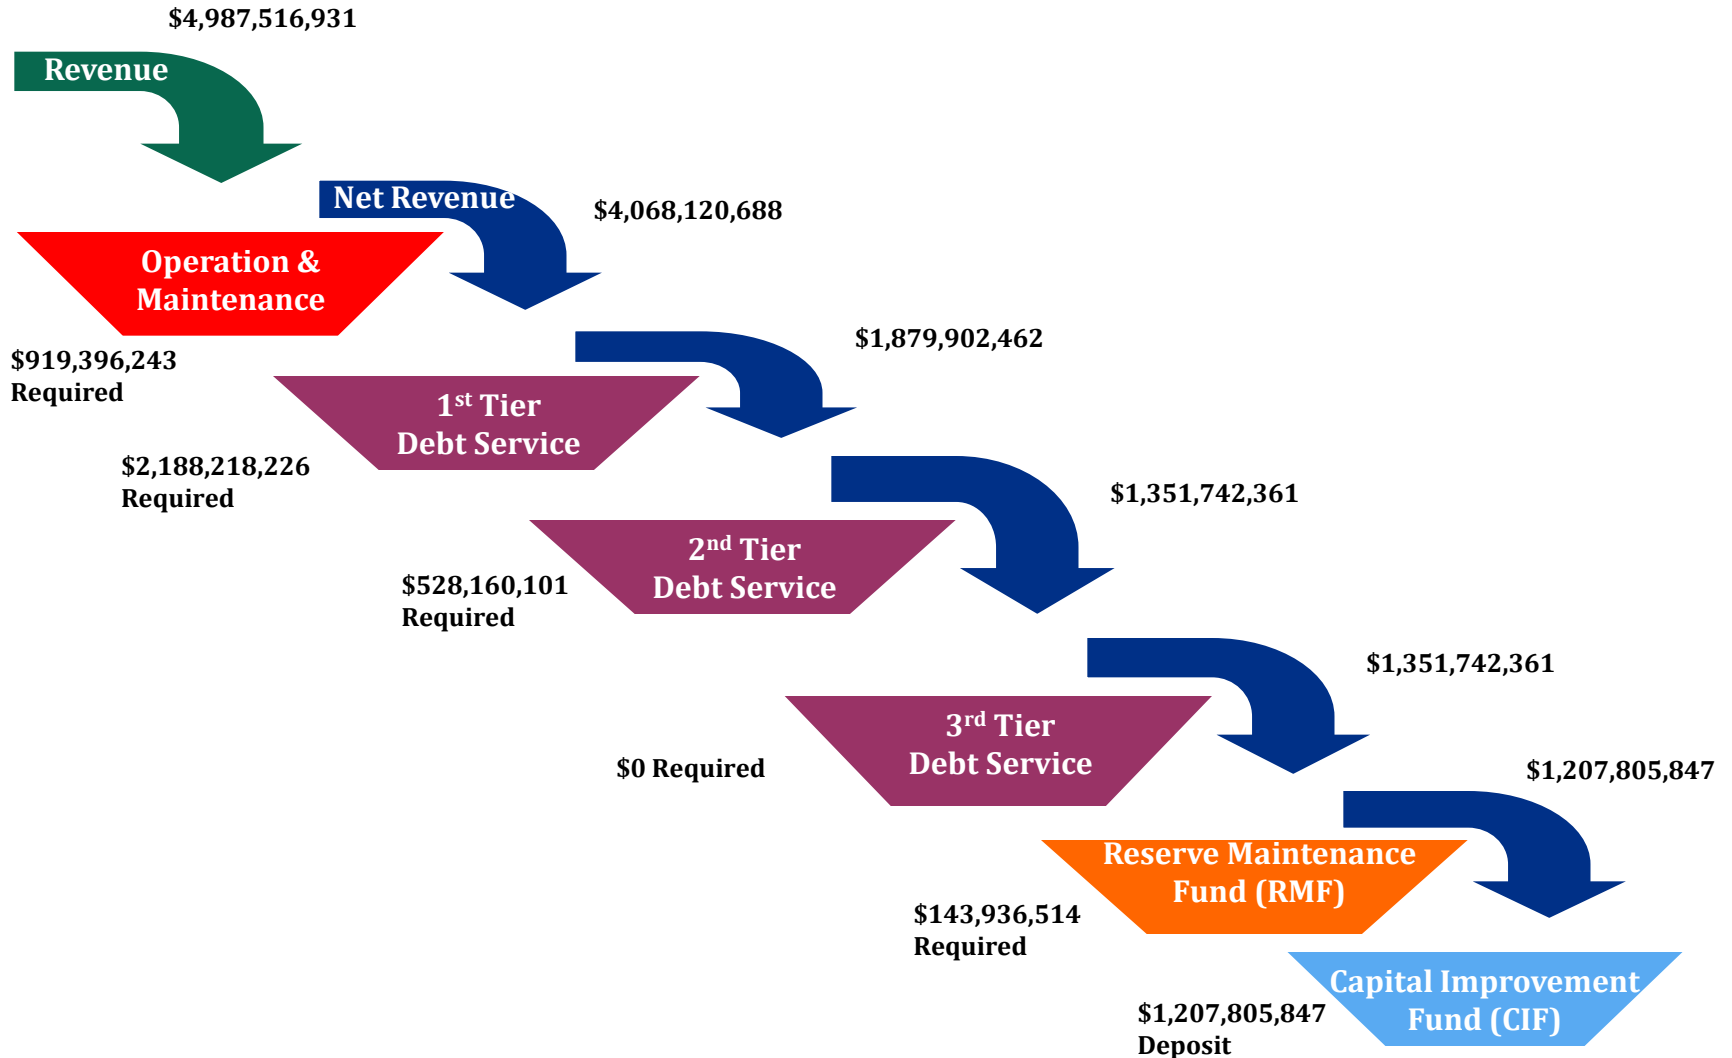 $4,987,516,931
Revenue
Net Revenue
$4,068,120,688
Operation &
Maintenance
$919,396,243
Required
$1,879,902,462
1st Tier
Debt Service
$2,188,218,226
Required
$1,351,742,361
2nd Tier
Debt Service
$528,160,101
Required
$1,351,742,361
3rd Tier
Debt Service
$0 Required
$1,207,805,847
Reserve Maintenance
Fund (RMF)
$143,936,514
Required
Capital Improvement
Fund (CIF)
$1,207,805,847
Deposit